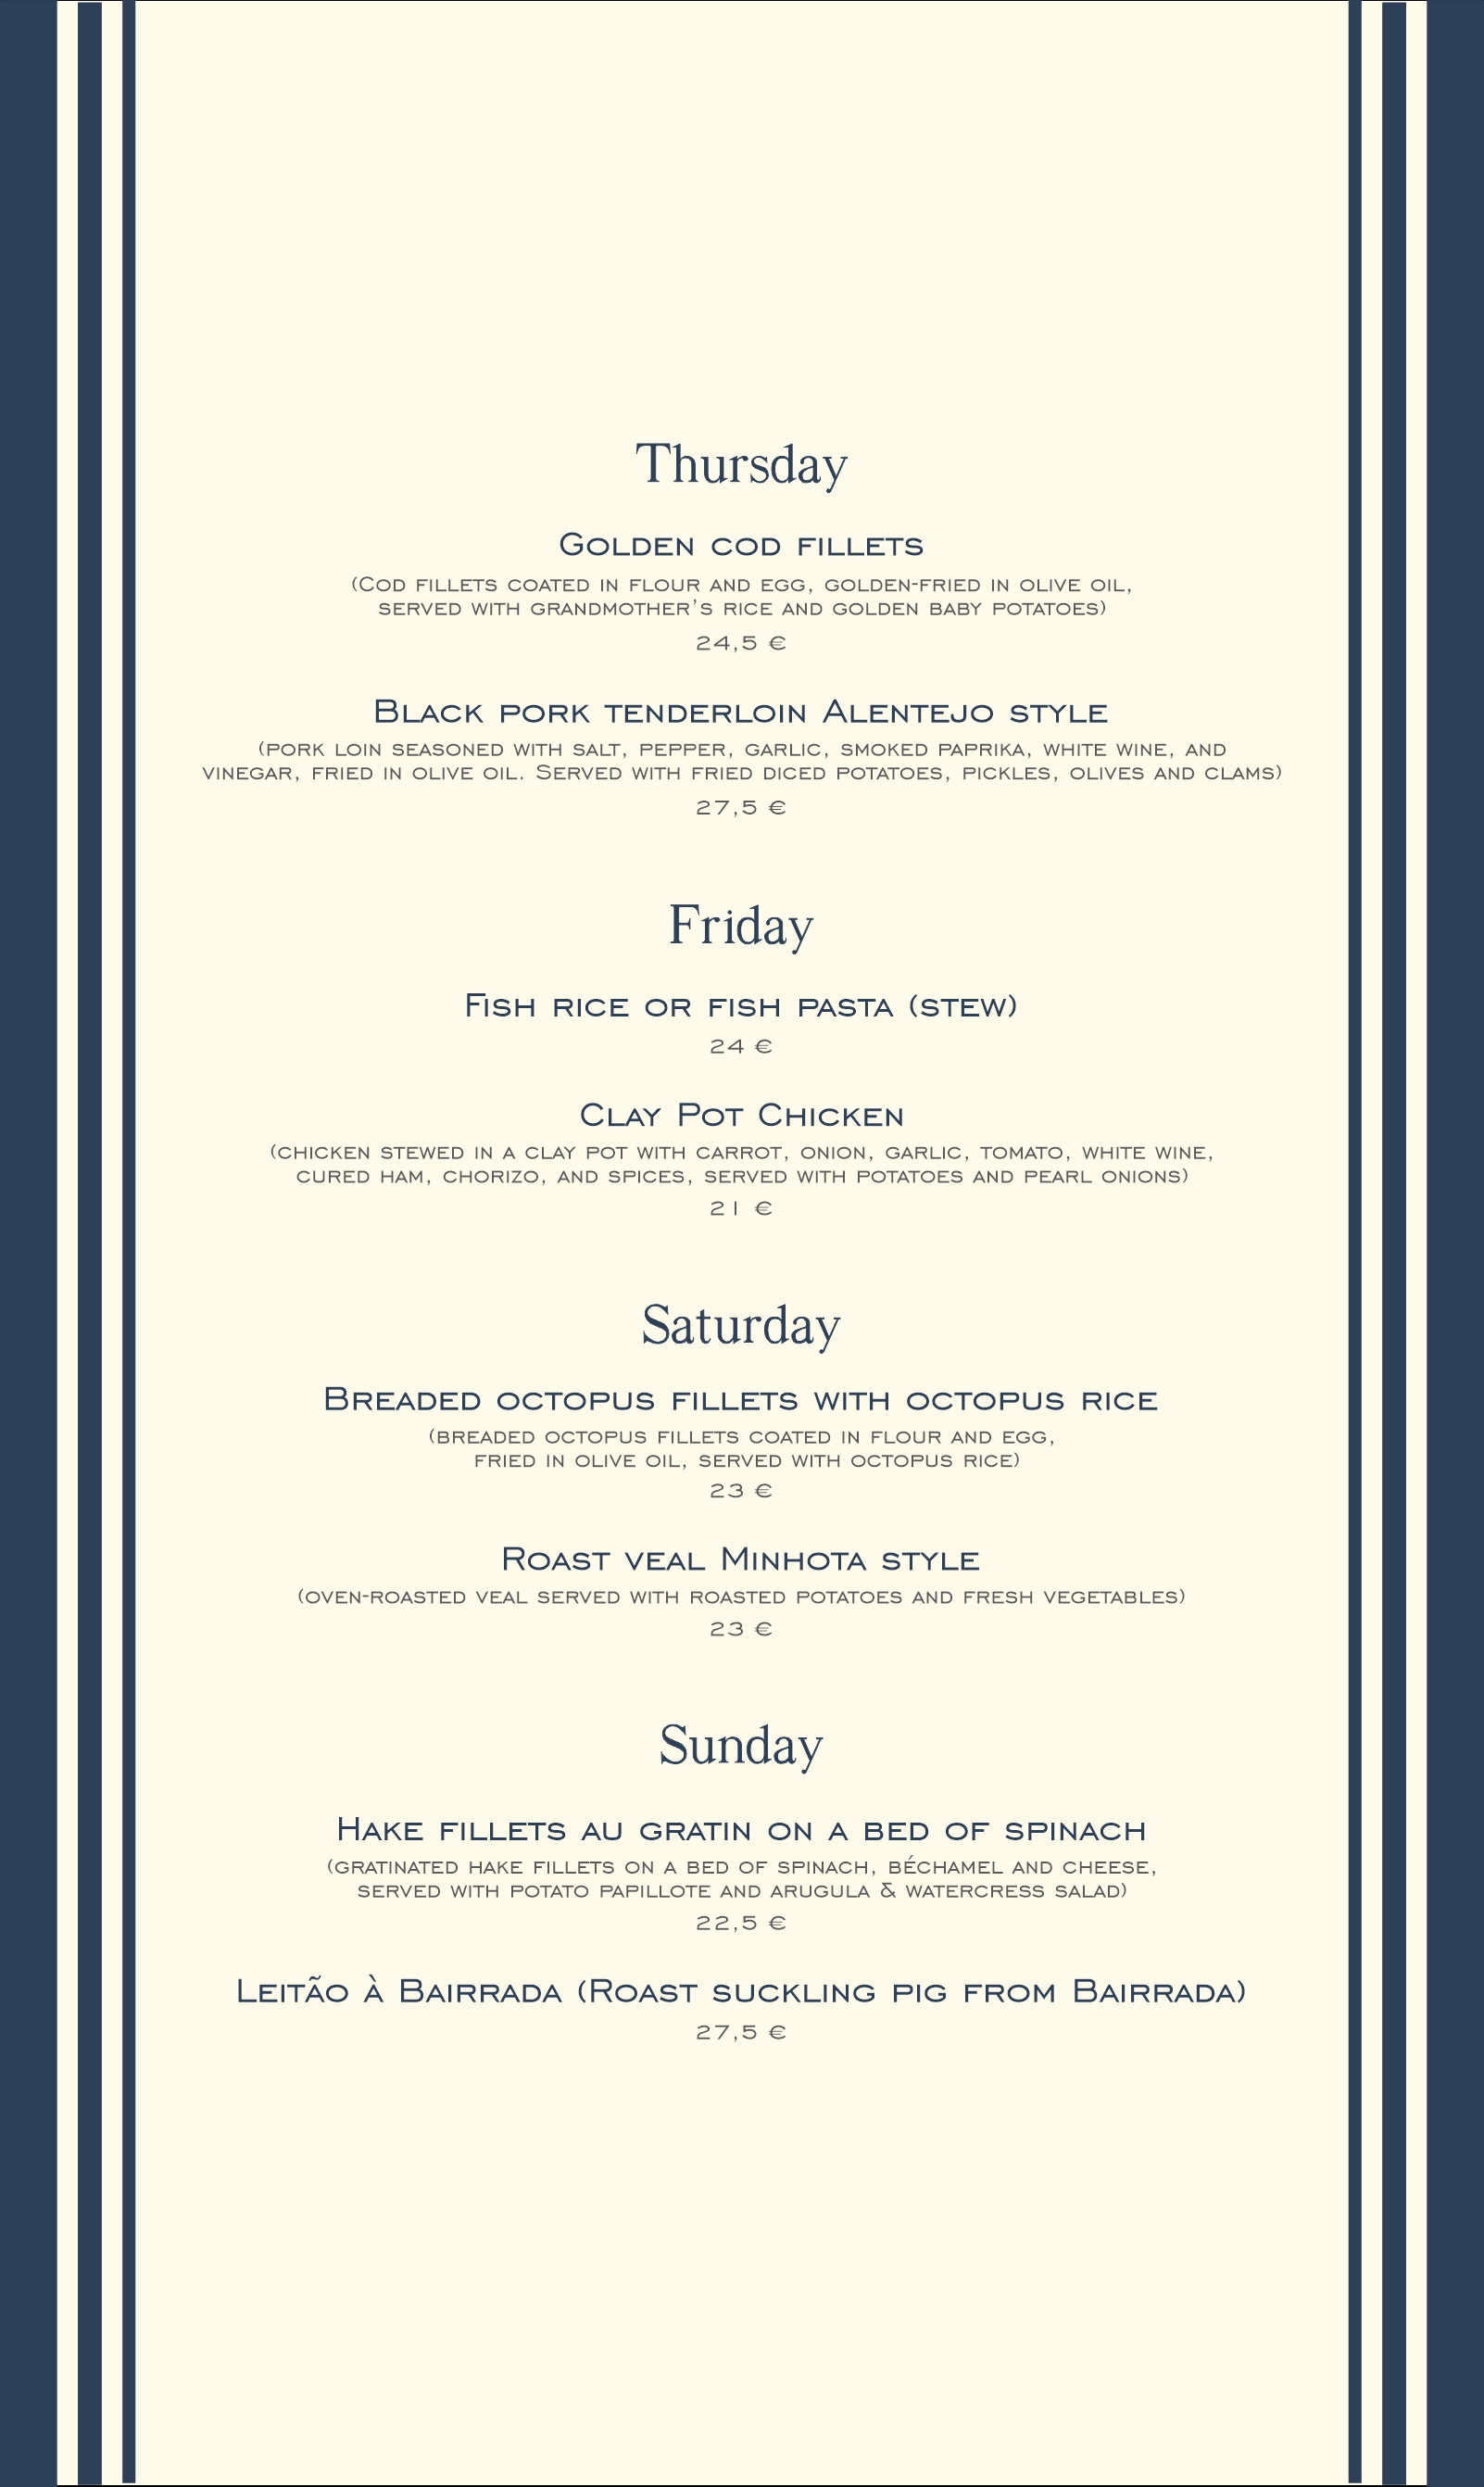 Thursday
Golden cod fillets
(Cod fillets coated in flour and egg, golden-fried in olive oil,
served with grandmother's rice and golden baby potatoes)
24,5 €
Black pork tenderloin Alentejo style
(pork loin seasoned with salt, pepper, garlic, smoked paprika, white wine, and
vinegar, fried in olive oil. Served with fried diced potatoes, pickles, olives and clams)
27,5 €
Friday
Fish rice or fish pasta (stew)
24 €
Clay Pot Chicken
(chicken stewed in a clay pot with carrot, onion, garlic, tomato, white wine,
cured ham, chorizo, and spices, served with potatoes and pearl onions)
21 €
Saturday
Breaded octopus fillets with octopus rice
(breaded octopus fillets coated in flour and egg,
fried in olive oil, served with octopus rice)
23 €
Roast veal Minhota style
(oven-roasted veal served with roasted potatoes and fresh vegetables)
23 €
Sunday
Hake fillets au gratin on a bed of spinach
(gratinated hake fillets on a bed of spinach, béchamel and cheese,
served with potato papillote and arugula & watercress salad)
22,5 €
Leitão à Bairrada (Roast suckling pig from Bairrada)
27,5 €